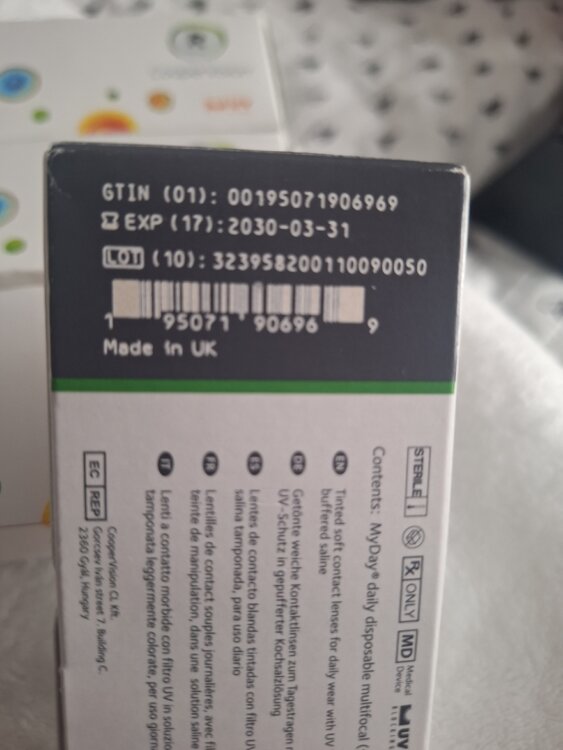 GTIN (01): 00195071906969
EXP (17):2030-03-31
LOT (10): 323958200110090050
1 95071 90696 9
Made in UK
STERILE
Rx ONLY
MD Medical
Device
UV
Contents: MyDay® daily disposable multifocal
EN Tinted soft contact lenses for daily wear with UV
buffered saline
DE Getönte weiche Kontaktlinsen zum Tagestragen
UV-Schutz in gepufferter Kochsalzlösung
ES Lentes de contacto blandas tintadas con filtro
salina tamponada, para uso diario
FR Lentilles de contact souples journalières, avec
teinte de manipulation, dans une solution saline
IT Lenti a contatto morbide con filtro UV in
tamponata leggermente colorate, per uso
EC REP
CooperVision CL Kft.
Gorcsev Iván street 7, Building C.
2360 Gyál, Hungary